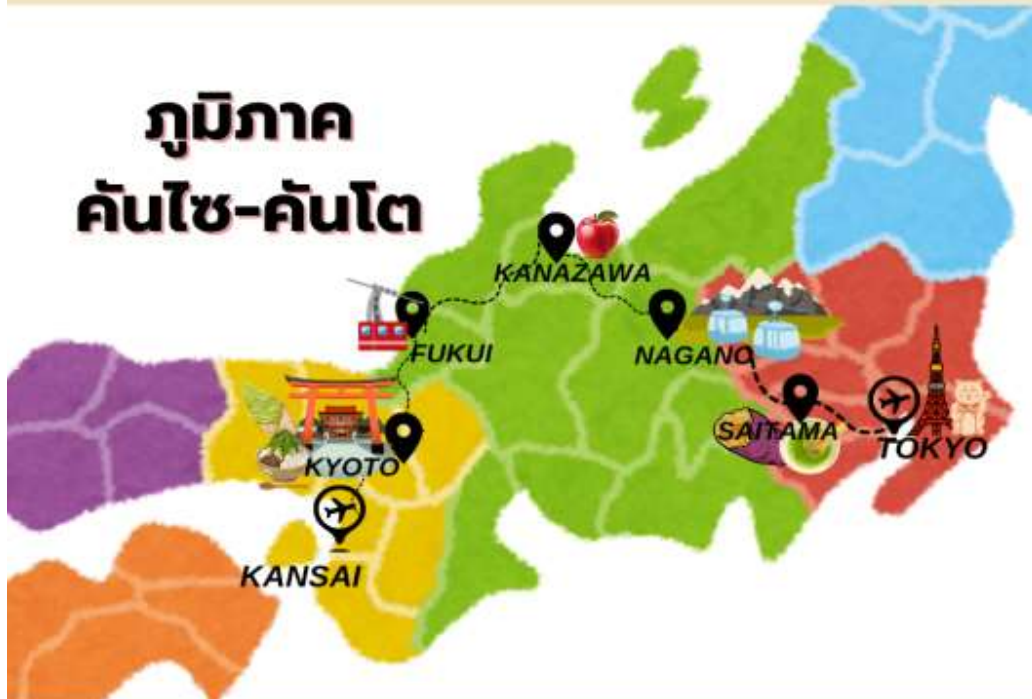 ภูมิภาค
คันไซ-คันโต
KANAZAWA
FUKUI
NAGANO
SAITAMA
TOKYO
KYOTO
KANSAI